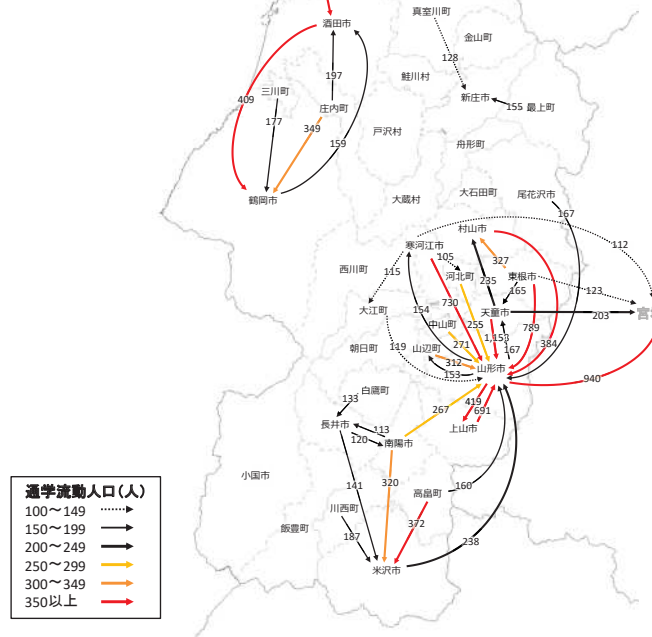 真室川町
酒田市
金山町
128
鮭川村
197
三川町
新庄市
155
最上町
409
庄内町
177
349
戸沢村
159
舟形町
鶴岡市
大蔵村
大石田町
尾花沢市
167
村山市
寒河江市
112
327
105
西川町
115
河北町
235
東根市
165
123
大江町
154
730
255
天童市
203
宮城
中山町
789
119
271
1,153
167
384
朝日町
山辺町
312
153
山形市
940
白鷹町
133
267
419
691
長井市
113
上山市
120
南陽市
小国市
141
320
高畠町
160
通学流動人口(人)
100～149
150～199
200～249
250～299
300～349
350以上
川西町
飯豊町
187
372
238
米沢市